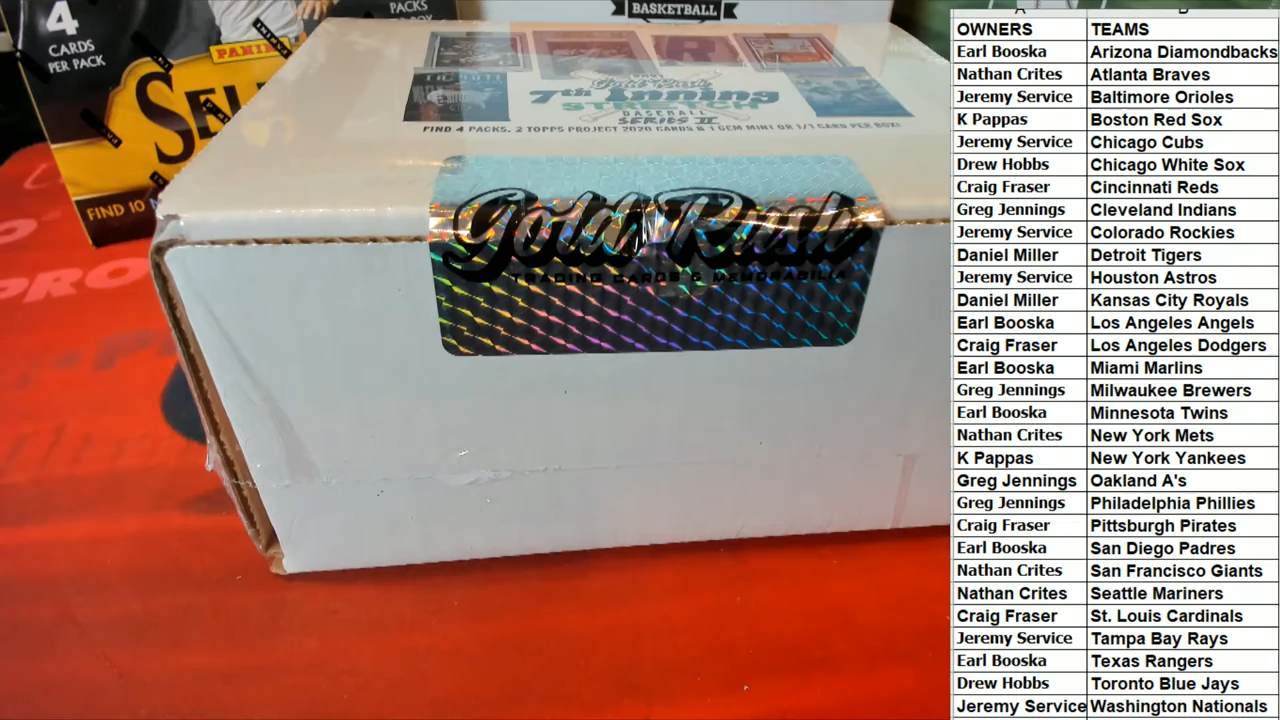 4
CARDS
PER PACK
PACKS
PANINI
FIND 10
PRO
BASKETBALL
7th Inning
STRETCH
BASEBALL
SERIES II
FIND 4 PACKS, 2 TOPPS PROJECT 2020 CARDS & 1 GEM MINT OR 1/1 CARD PER BOX!
Gold Rush
TRADING CARDS & MEMORABILIA
OWNERS TEAMS
Earl Booska Arizona Diamondbacks
Nathan Crites Atlanta Braves
Jeremy Service Baltimore Orioles
K Pappas Boston Red Sox
Jeremy Service Chicago Cubs
Drew Hobbs Chicago White Sox
Craig Fraser Cincinnati Reds
Greg Jennings Cleveland Indians
Jeremy Service Colorado Rockies
Daniel Miller Detroit Tigers
Jeremy Service Houston Astros
Daniel Miller Kansas City Royals
Earl Booska Los Angeles Angels
Craig Fraser Los Angeles Dodgers
Earl Booska Miami Marlins
Greg Jennings Milwaukee Brewers
Earl Booska Minnesota Twins
Nathan Crites New York Mets
K Pappas New York Yankees
Greg Jennings Oakland A's
Greg Jennings Philadelphia Phillies
Craig Fraser Pittsburgh Pirates
Earl Booska San Diego Padres
Nathan Crites San Francisco Giants
Nathan Crites Seattle Mariners
Craig Fraser St. Louis Cardinals
Jeremy Service Tampa Bay Rays
Earl Booska Texas Rangers
Drew Hobbs Toronto Blue Jays
Jeremy Service Washington Nationals